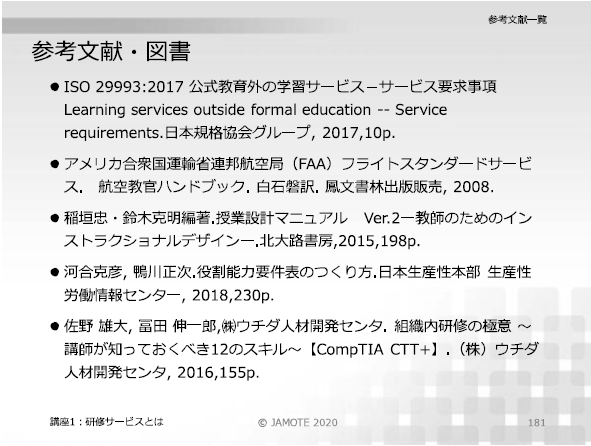 参考文献一覧
参考文献・図書
● ISO 29993:2017 公式教育外の学習サービス－サービス要求事項
Learning services outside formal education -- Service
requirements.日本規格協会グループ, 2017,10p.
● アメリカ合衆国運輸省連邦航空局（FAA）フライトスタンダードサービ
ス.　航空教官ハンドブック. 白石磐訳. 鳳文書林出版販売, 2008.
● 稲垣忠・鈴木克明編著.授業設計マニュアル　Ver.2ー教師のためのイン
ストラクショナルデザインー.北大路書房,2015,198p.
● 河合克彦, 鴨川正次.役割能力要件表のつくり方.日本生産性本部 生産性
労働情報センター, 2018,230p.
● 佐野 雄大, 冨田 伸一郎,㈱ウチダ人材開発センタ. 組織内研修の極意 ～
講師が知っておくべき12のスキル～【CompTIA CTT+】.（株）ウチダ
人材開発センタ, 2016,155p.
講座1：研修サービスとは
© JAMOTE 2020
181